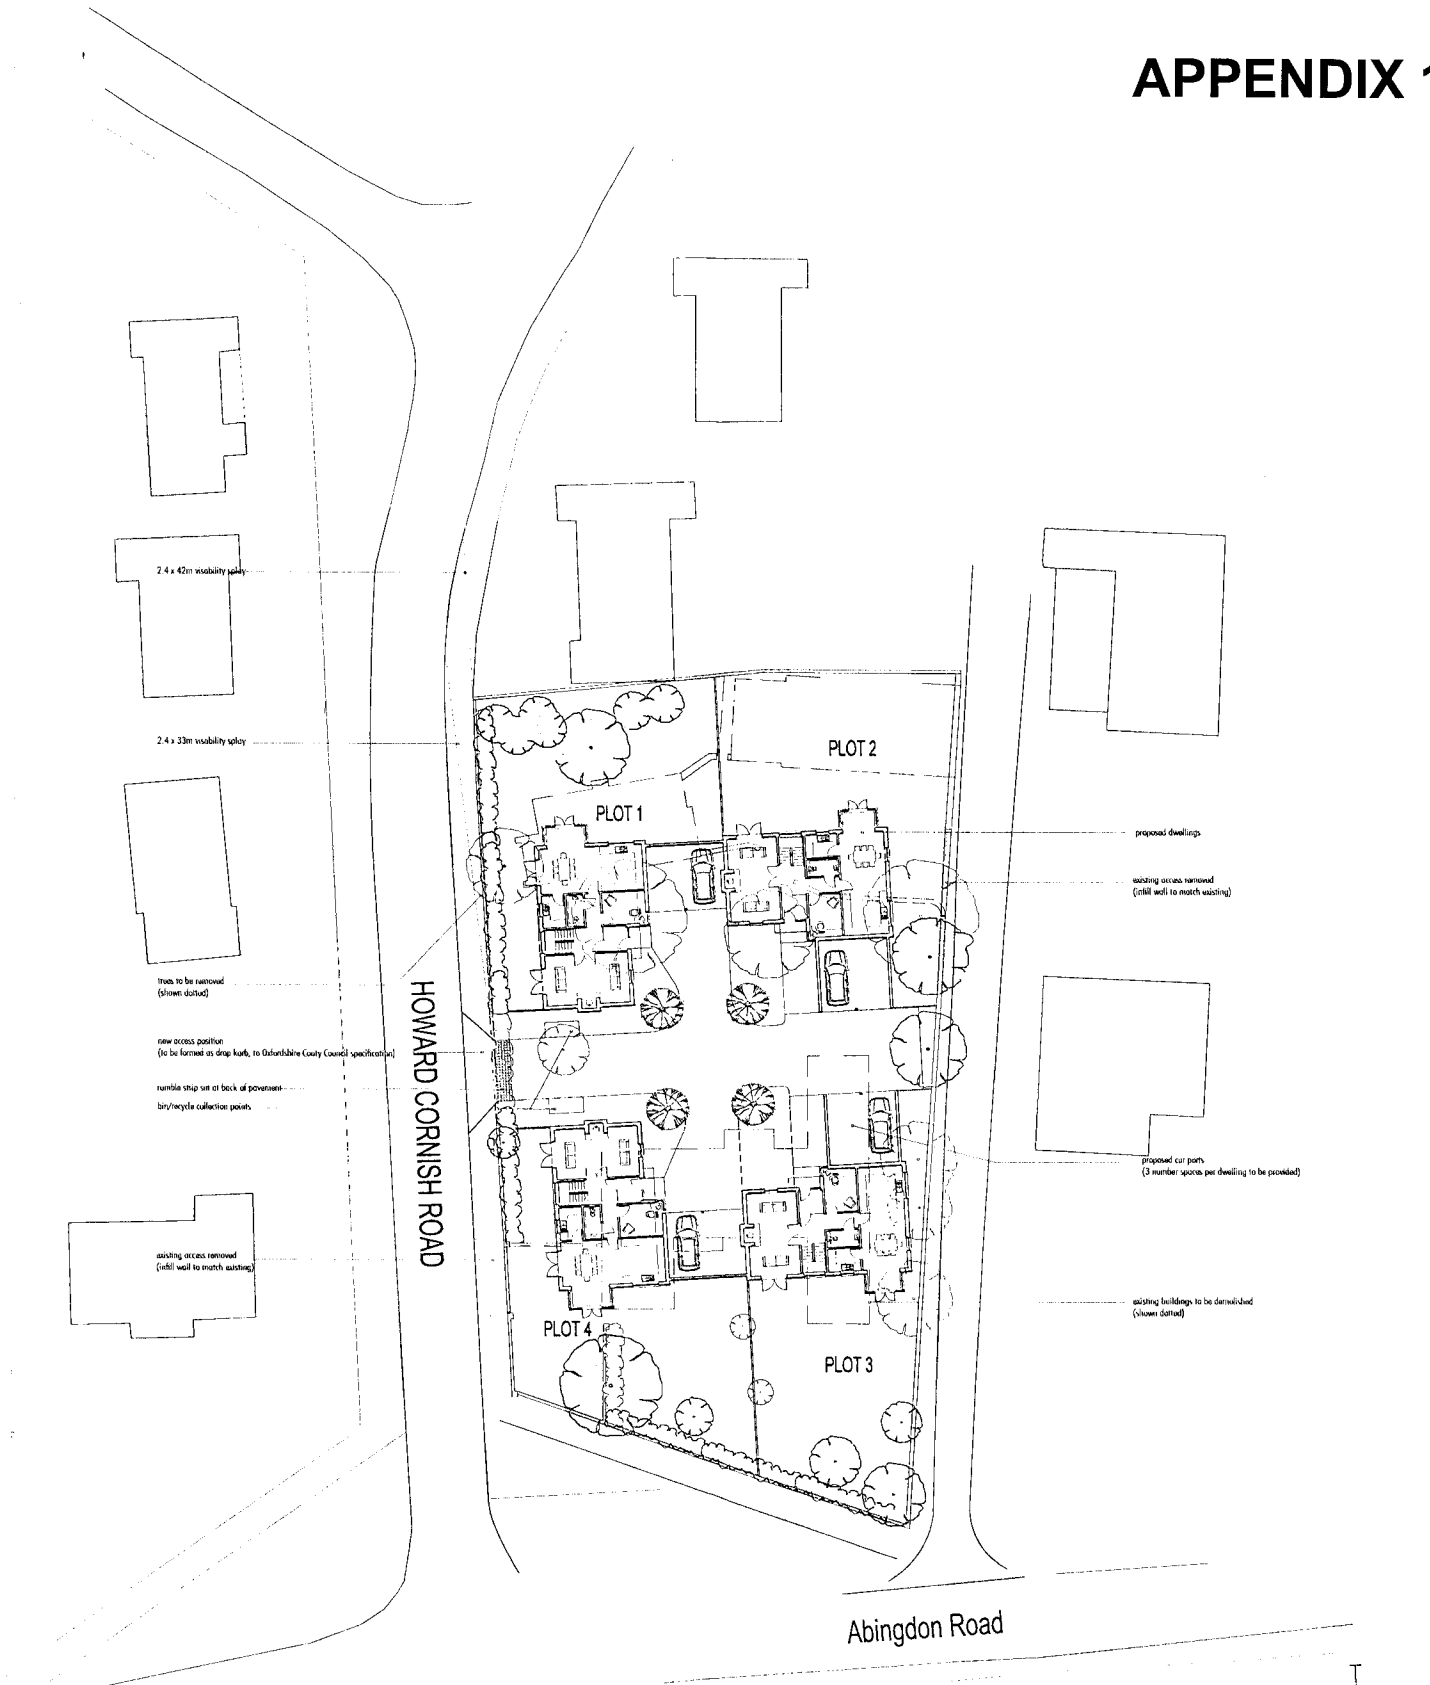 APPENDIX 1
2.4 x 42m visability splay
2.4 x 33m visability splay
PLOT 2
PLOT 1
proposed dwellings
existing access removed
(infill wall to match existing)
trees to be removed
(shown dotted)
HOWARD CORNISH ROAD
new access position
(to be formed as drop kerb, to Oxfordshire Couty Council specification)
rumble strip set at back of pavement
bin/recycle collection points
proposed car ports
(3 number spaces per dwelling to be provided)
existing access removed
(infill wall to match existing)
existing buildings to be demolished
(shown dotted)
PLOT 4
PLOT 3
Abingdon Road
T